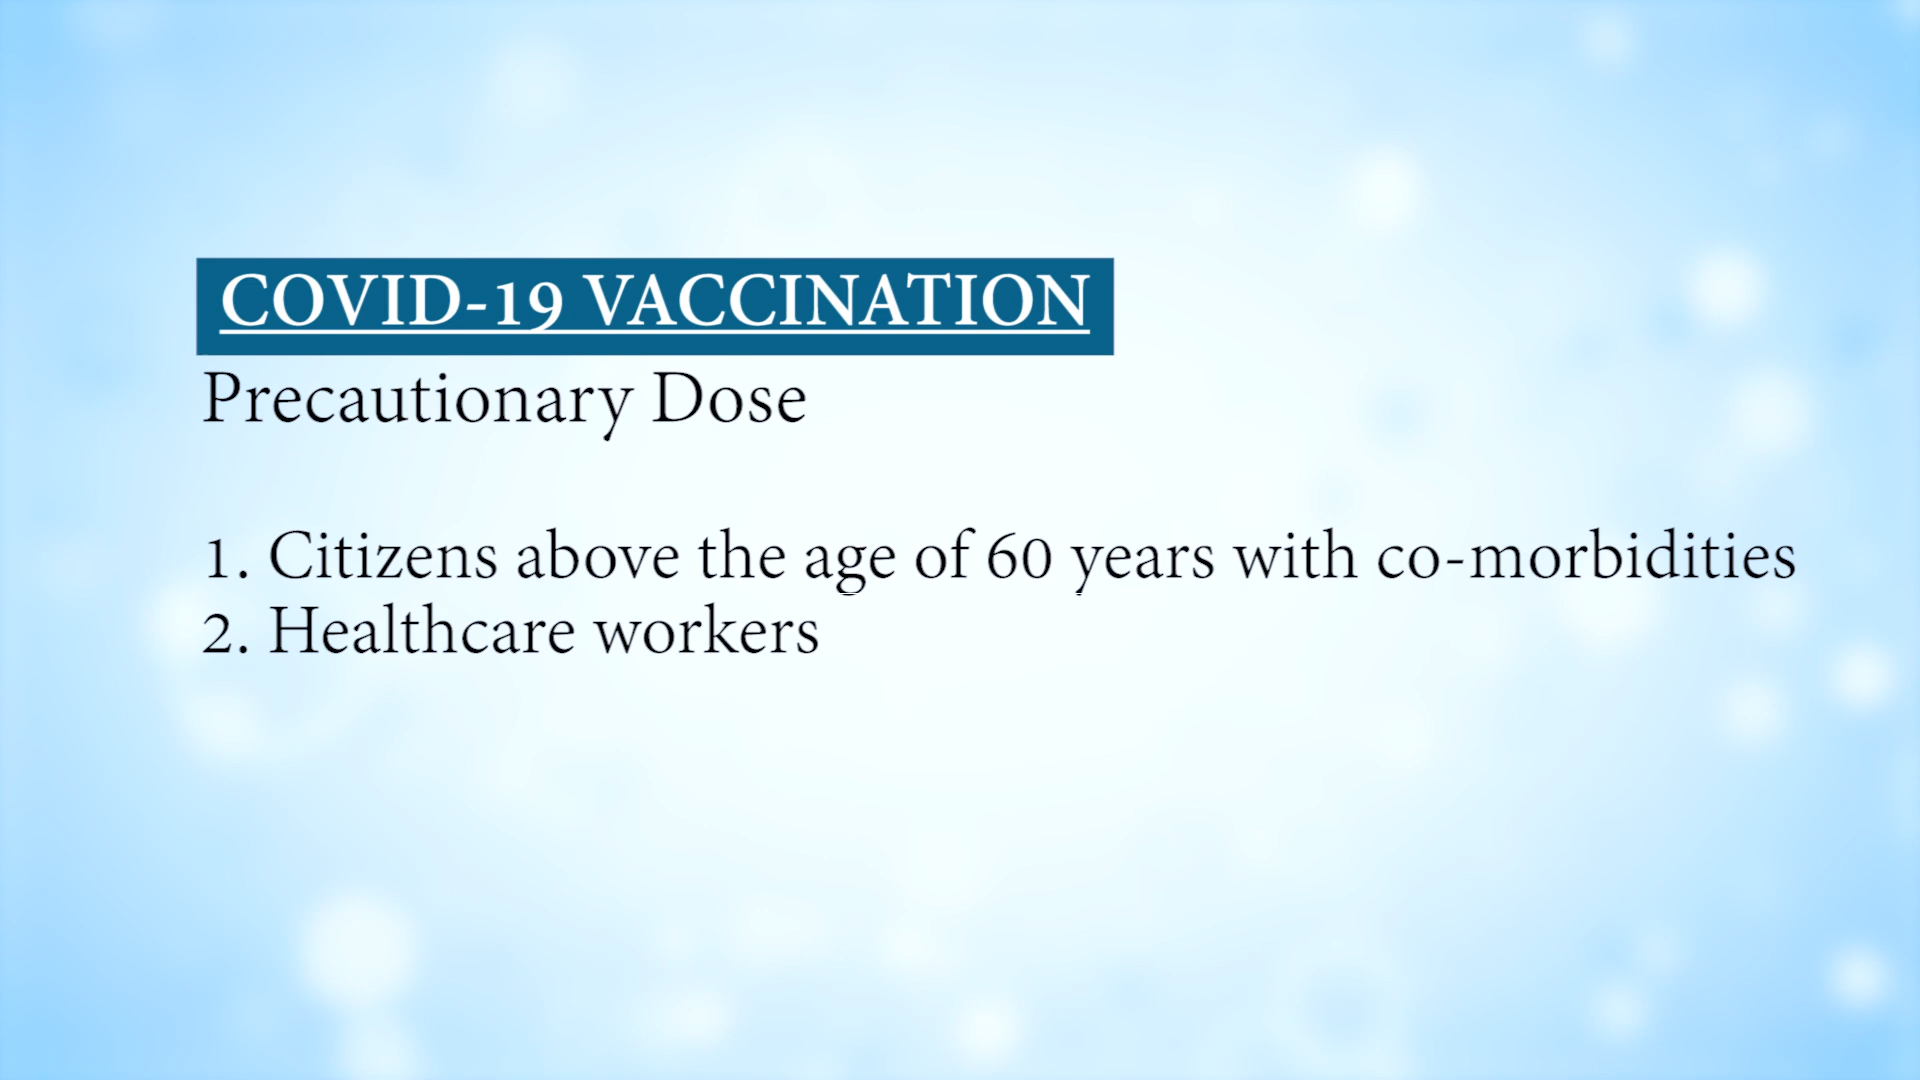 COVID-19 VACCINATION
Precautionary Dose
1. Citizens above the age of 60 years with co-morbidities
2. Healthcare workers